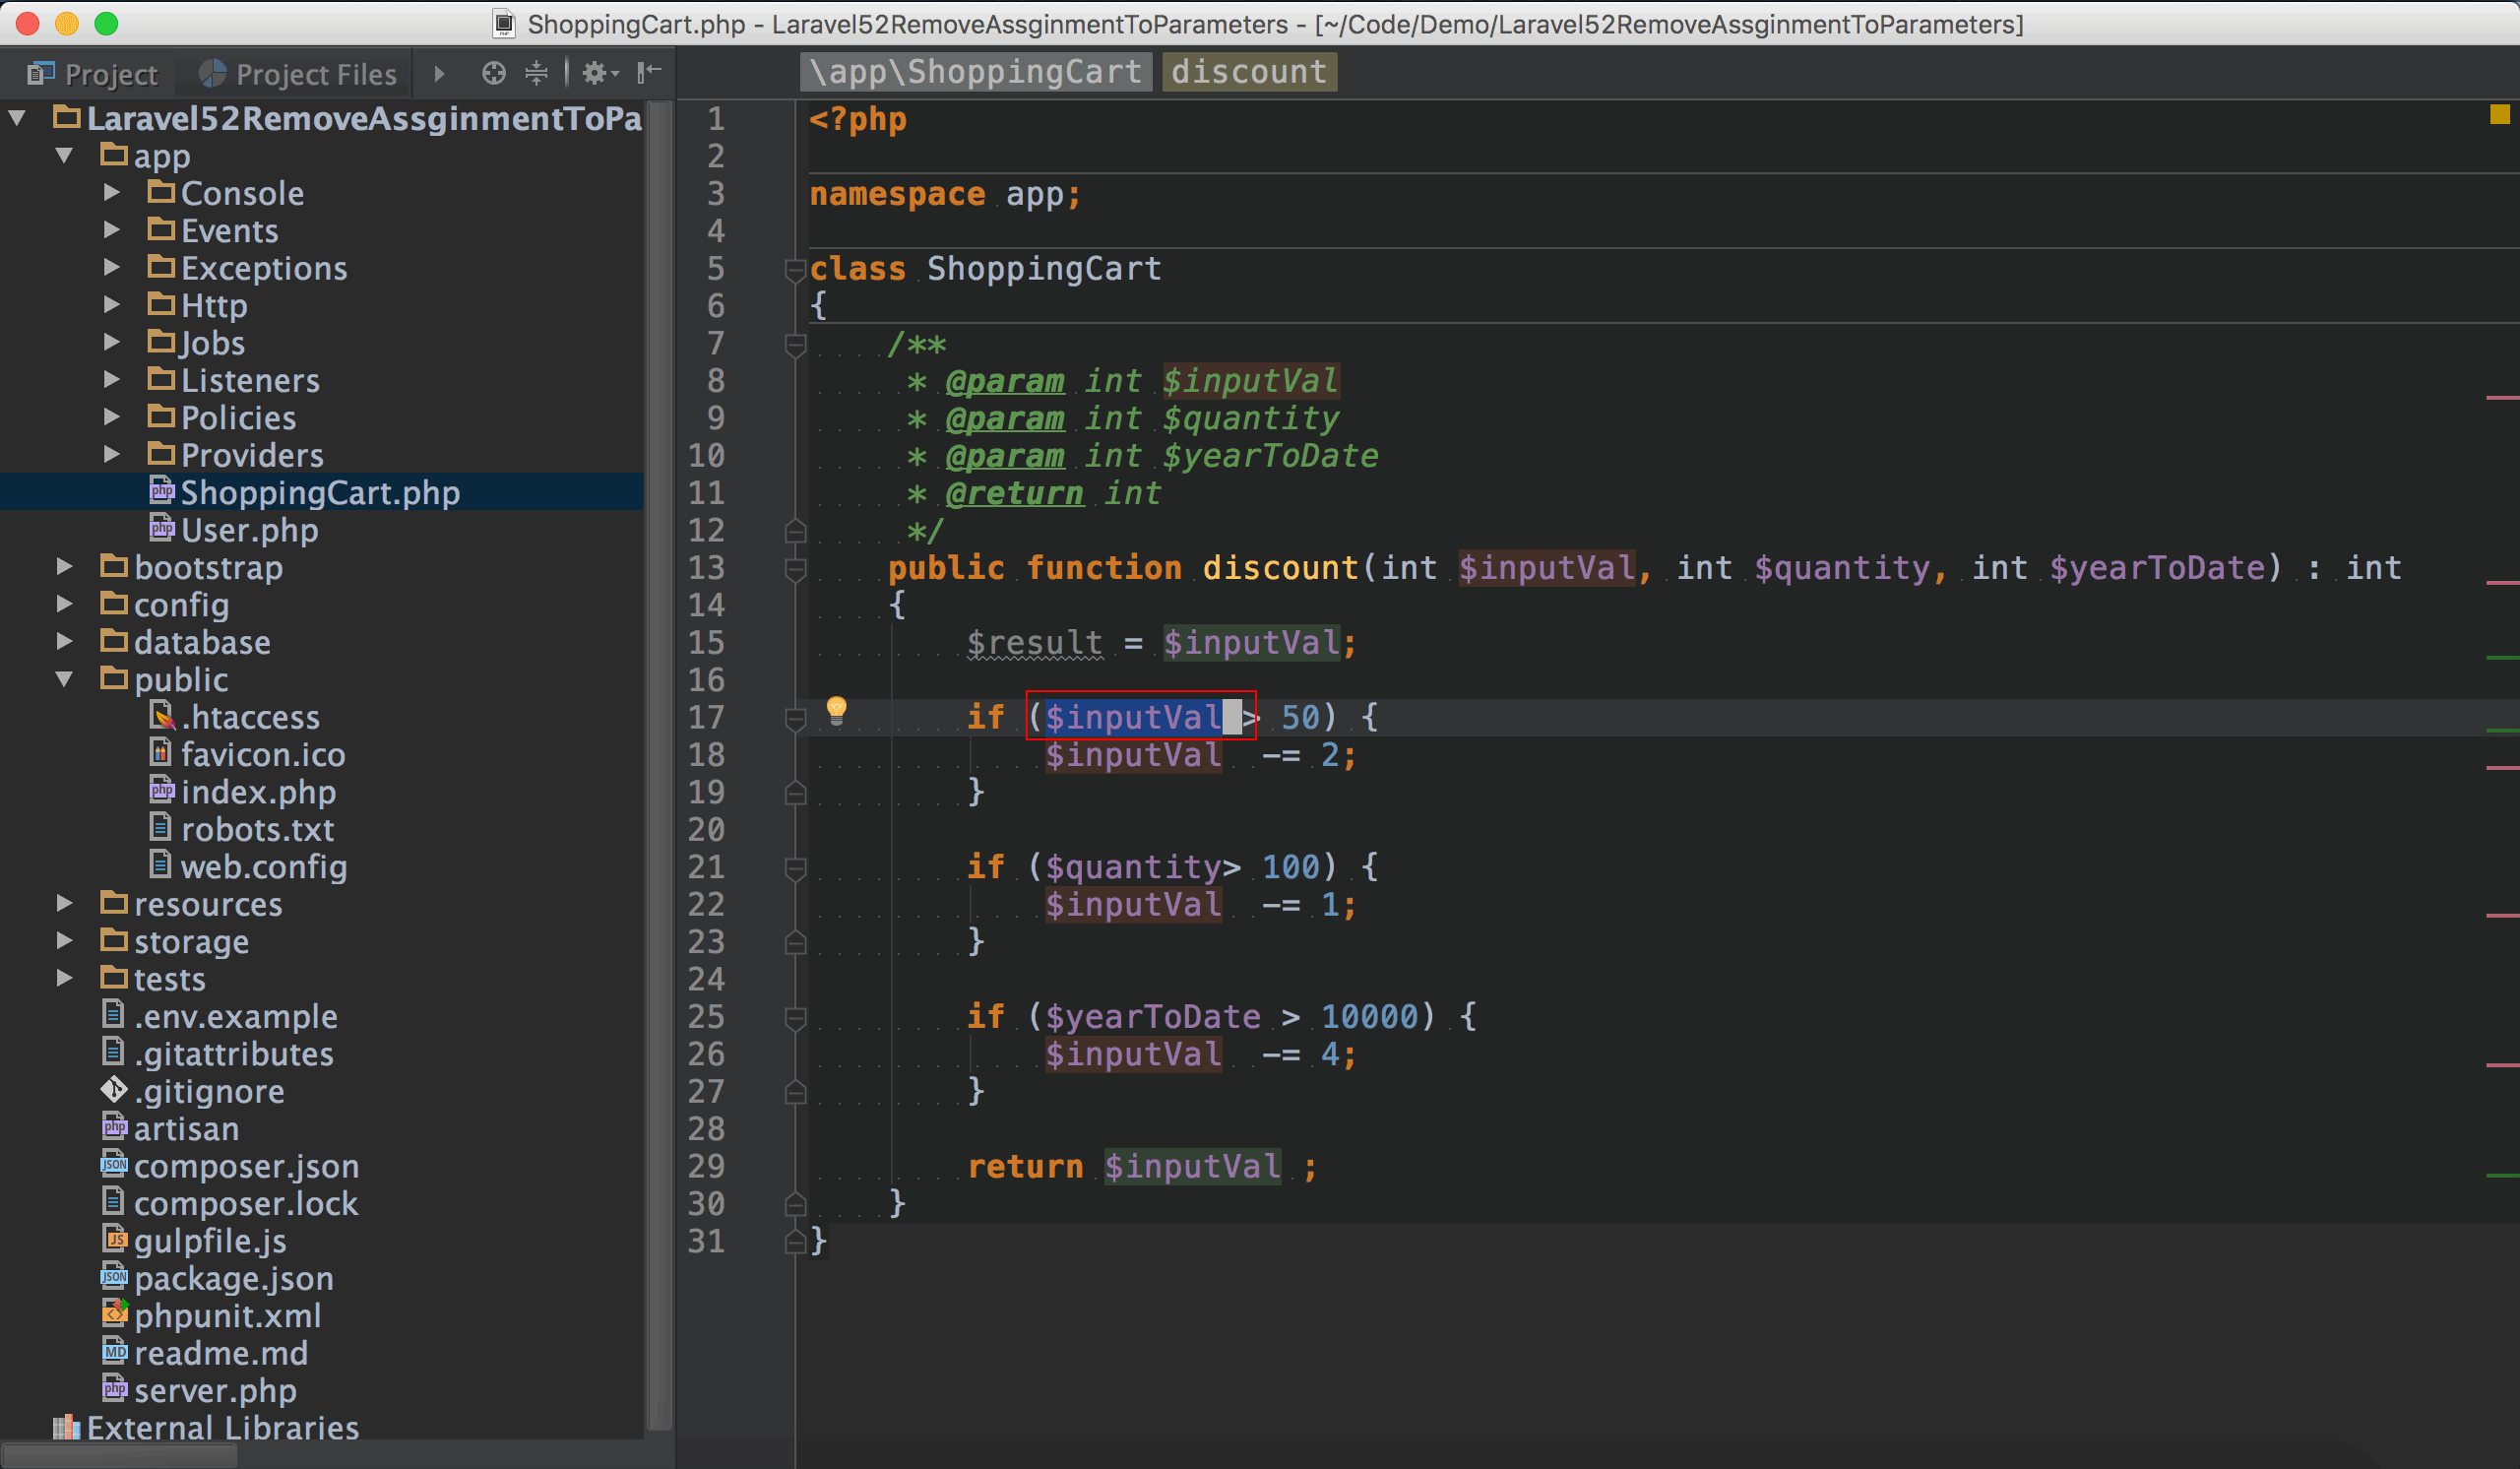 ShoppingCart.php - Laravel52RemoveAssginmentToParameters - [~/Code/Demo/Laravel52RemoveAssginmentToParameters]
Project Project Files
\app\ShoppingCart discount
Laravel52RemoveAssginmentToPa
app
Console
Events
Exceptions
Http
Jobs
Listeners
Policies
Providers
ShoppingCart.php
User.php
bootstrap
config
database
public
.htaccess
favicon.ico
index.php
robots.txt
web.config
resources
storage
tests
.env.example
.gitattributes
.gitignore
artisan
composer.json
composer.lock
gulpfile.js
package.json
phpunit.xml
readme.md
server.php
External Libraries
1 <?php
2
3 namespace app;
4
5 class ShoppingCart
6 {
7 /**
8 * @param int $inputVal
9 * @param int $quantity
10 * @param int $yearToDate
11 * @return int
12 */
13 public function discount(int $inputVal, int $quantity, int $yearToDate) : int
14 {
15 $result = $inputVal;
16
17 if ($inputVal > 50) {
18 $inputVal -= 2;
19 }
20
21 if ($quantity> 100) {
22 $inputVal -= 1;
23 }
24
25 if ($yearToDate > 10000) {
26 $inputVal -= 4;
27 }
28
29 return $inputVal ;
30 }
31 }